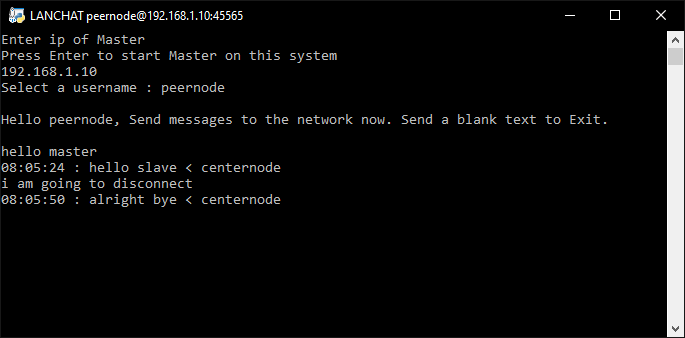 LANCHAT peernode@192.168.1.10:45565
Enter ip of Master
Press Enter to start Master on this system
192.168.1.10
Select a username : peernode
Hello peernode, Send messages to the network now. Send a blank text to Exit.
hello master
08:05:24 : hello slave < centernode
i am going to disconnect
08:05:50 : alright bye < centernode